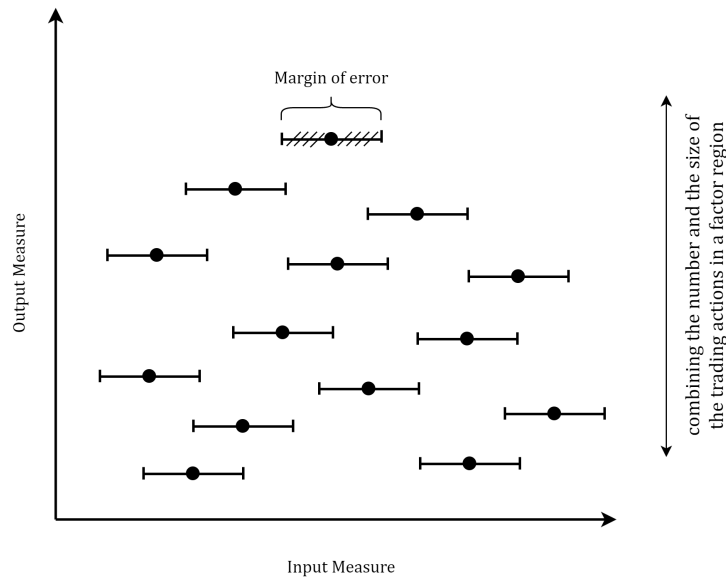 Margin of error
Output Measure
combining the number and the size of
the trading actions in a factor region
Input Measure